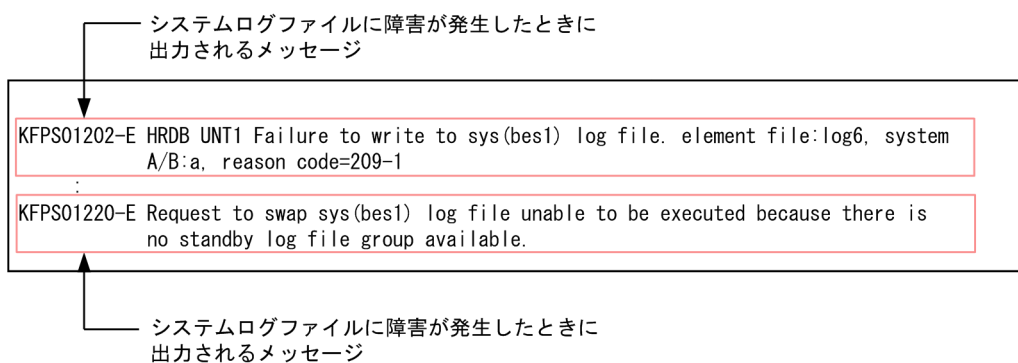 システムログファイルに障害が発生したときに
出力されるメッセージ
KFPS01202-E HRDB UNT1 Failure to write to sys(bes1) log file. element file:log6, system
A/B:a, reason code=209-1
:
KFPS01220-E Request to swap sys(bes1) log file unable to be executed because there is
no standby log file group available.
システムログファイルに障害が発生したときに
出力されるメッセージ